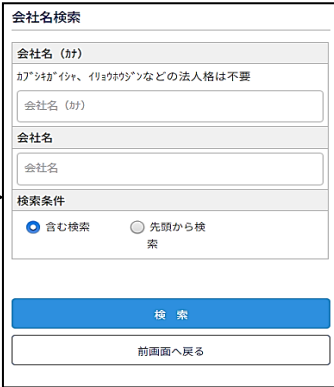 会社名検索
会社名（ｶﾅ）
ｶﾌﾞｼｷｶﾞｲｼｬ、ｲﾘｮｳﾎｳｼﾞﾝなどの法人格は不要
会社名（ｶﾅ）
会社名
会社名
検索条件
含む検索
先頭から検
索
検　索
前画面へ戻る